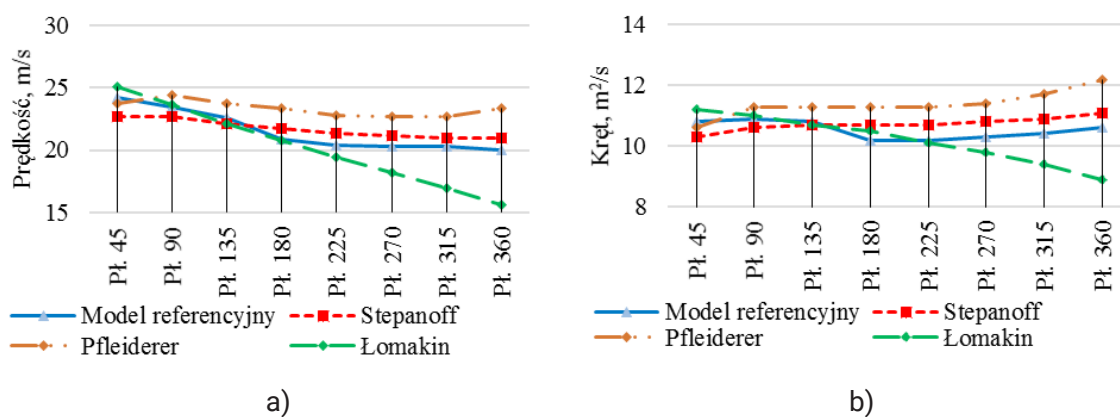 Prędkość, m/s
30
25
20
15
Pł. 45
Pł. 90
Pł. 135
Pł. 180
Pł. 225
Pł. 270
Pł. 315
Pł. 360
Model referencyjny
Stepanoff
Pfleiderer
Łomakin
a)
Kręt, m²/s
14
12
10
8
Pł. 45
Pł. 90
Pł. 135
Pł. 180
Pł. 225
Pł. 270
Pł. 315
Pł. 360
Model referencyjny
Stepanoff
Pfleiderer
Łomakin
b)